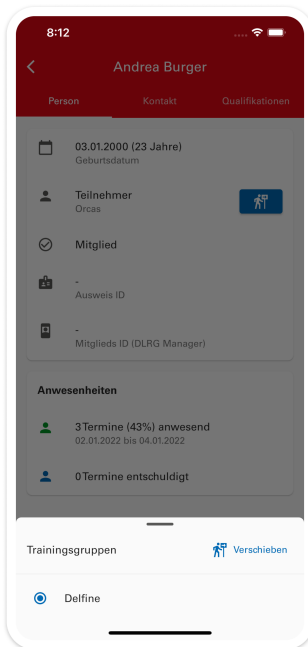 8:12
Andrea Burger
Person Kontakt Qualifikationen
03.01.2000 (23 Jahre)
Geburtsdatum
Teilnehmer
Orcas
Mitglied
-
Ausweis ID
-
Mitglieds ID (DLRG Manager)
Anwesenheiten
3 Termine (43%) anwesend
02.01.2022 bis 04.01.2022
0 Termine entschuldigt
Trainingsgruppen Verschieben
Delfine